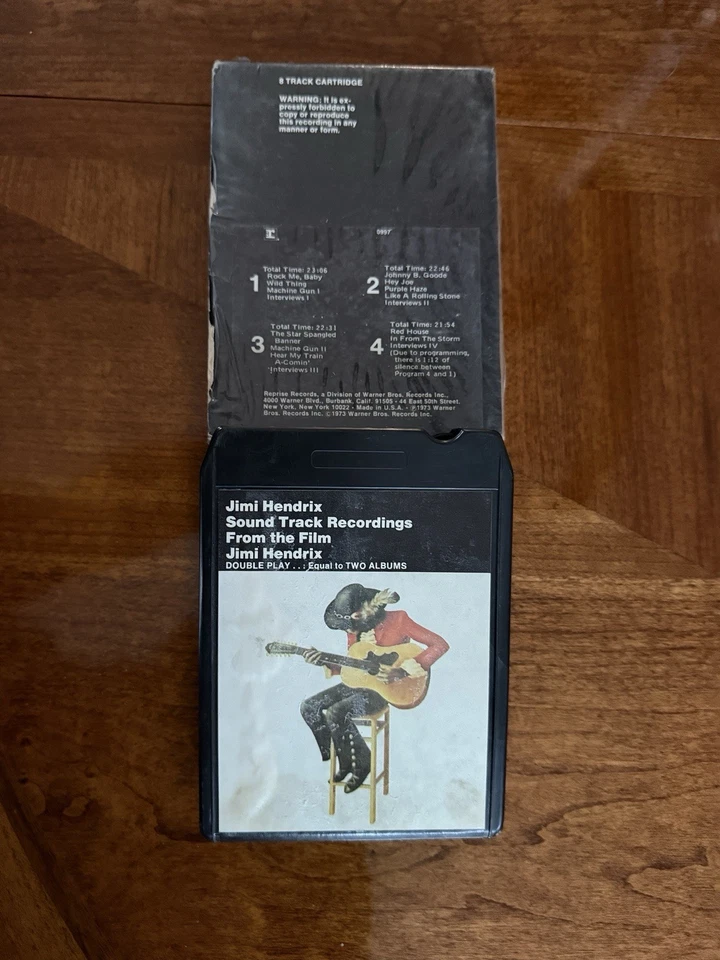 8 TRACK CARTRIDGE
WARNING: It is ex-
pressly forbidden to
copy or reproduce
this recording in any
manner or form.
r:
5997
1
Total Time: 23:06
Rock Me, Baby
Wild Thing
Machine Gun I
Interviews I
2
Total Time: 22:46
Johnny B. Goode
Hey Joe
Purple Haze
Like A Rolling Stone
Interviews II
3
Total Time: 22:31
The Star Spangled
Banner
Machine Gun II
Hear My Train
A-Comin'
Interviews III
4
Total Time: 21:54
Red House
In From The Storm
Interviews IV
(Due to programming,
there is 1:12 of
silence between
Program 4 and 1)
Reprise Records, a Division of Warner Bros. Records Inc.,
4000 Warner Blvd., Burbank, Calif. 91505 - 44 East 50th Street,
New York, New York 10022 - Made in U.S.A. - ℗1973 Warner
Bros. Records Inc. ©1973 Warner Bros. Records Inc.
Jimi Hendrix
Sound Track Recordings
From the Film
Jimi Hendrix
DOUBLE PLAY . . : Equal to TWO ALBUMS